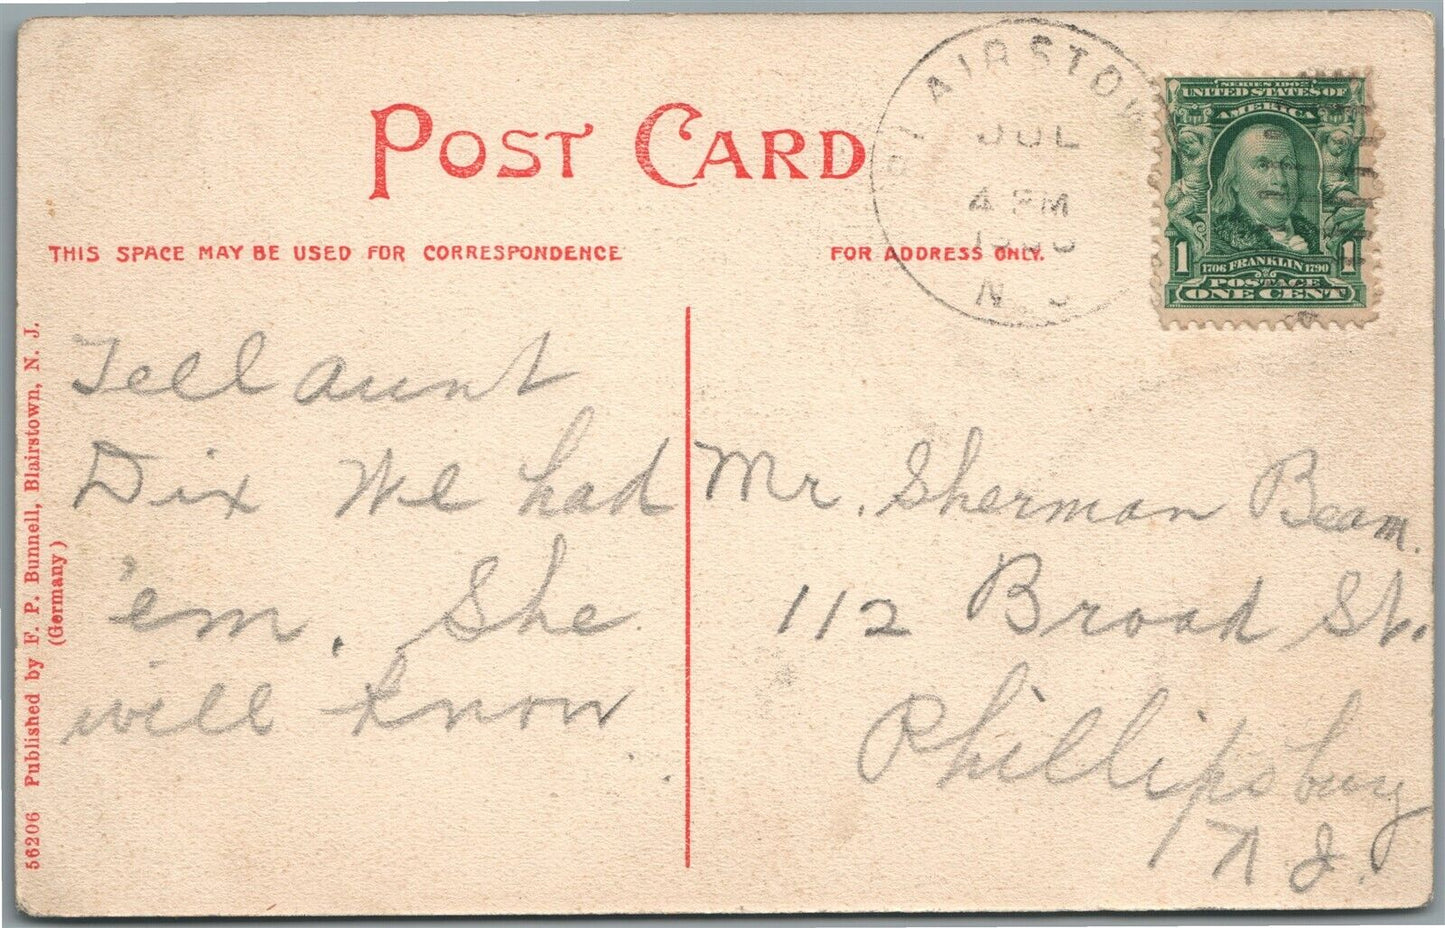 POST CARD
THIS SPACE MAY BE USED FOR CORRESPONDENCE
FOR ADDRESS ONLY.
BLAIRSTOWN
JUL
4 PM
N. J
SERIES 1902
UNITED STATES OF
AMERICA
1 1
1706 FRANKLIN 1790
POSTAGE
ONE CENT
Tell Aunt
Dix We had
'em. She
will know
Mr. Sherman Beam.
112 Broad St.
Phillipsburg
N. J.
56206 Published by F. P. Bunnell, Blairstown, N. J.
(Germany)